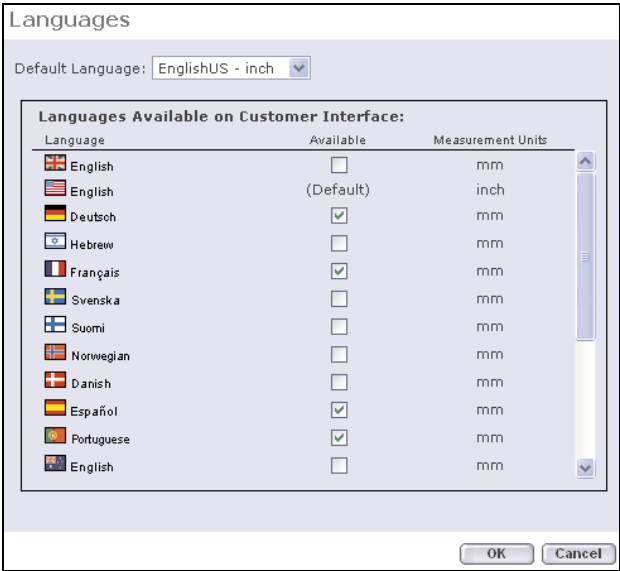 Languages
Default Language: EnglishUS - inch
Languages Available on Customer Interface:
Language Available Measurement Units
English mm
English (Default) inch
Deutsch mm
Hebrew mm
Français mm
Svenska mm
Suomi mm
Norwegian mm
Danish mm
Español mm
Portuguese mm
English mm
OK Cancel